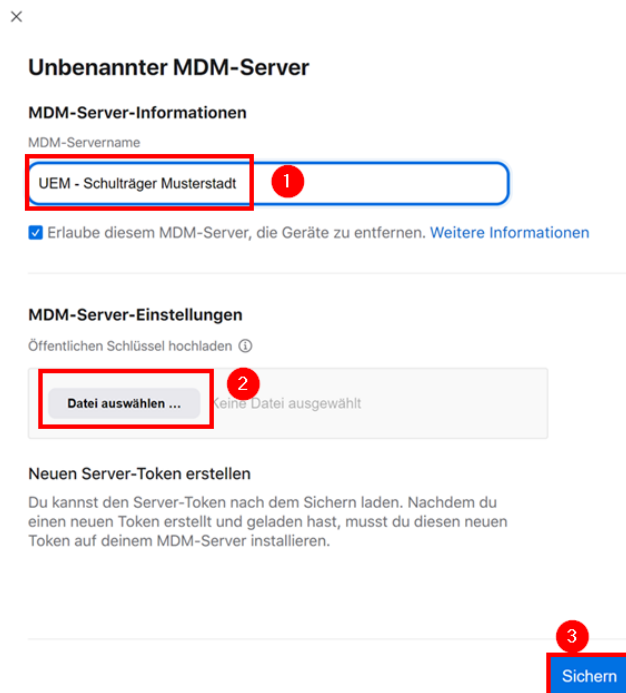 Unbenannter MDM-Server
MDM-Server-Informationen
MDM-Servername
UEM - Schulträger Musterstadt
1
Erlaube diesem MDM-Server, die Geräte zu entfernen. Weitere Informationen
MDM-Server-Einstellungen
Öffentlichen Schlüssel hochladen
2
Datei auswählen ... Keine Datei ausgewählt
Neuen Server-Token erstellen
Du kannst den Server-Token nach dem Sichern laden. Nachdem du
einen neuen Token erstellt und geladen hast, musst du diesen neuen
Token auf deinem MDM-Server installieren.
3
Sichern